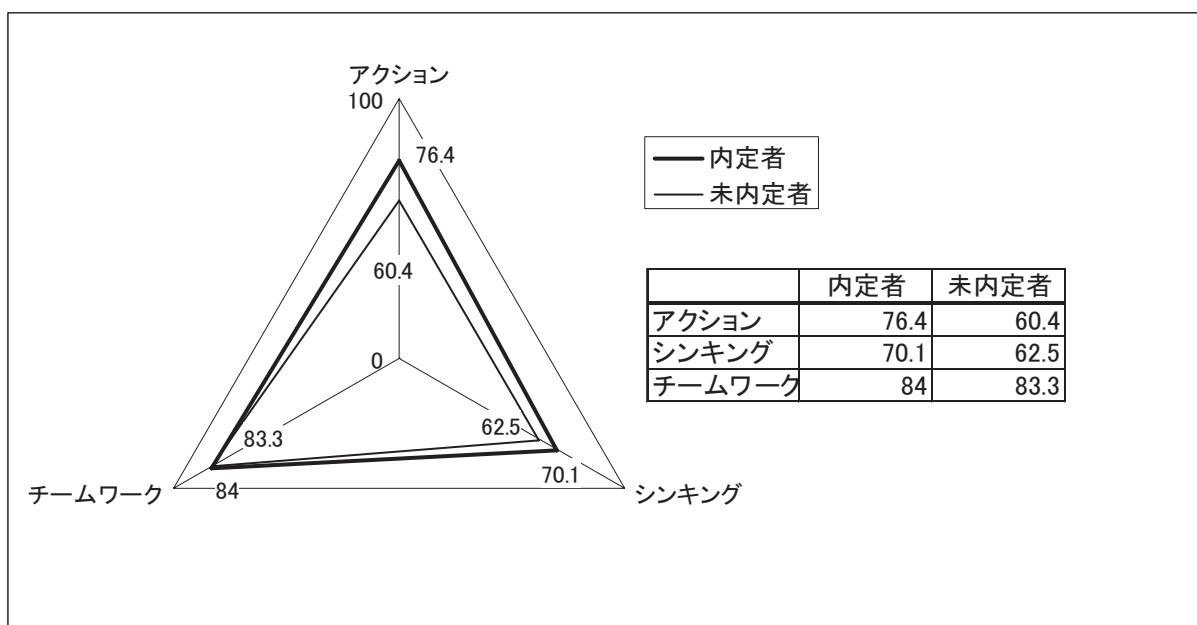 アクション
100
76.4
60.4
0
83.3
62.5
84
70.1
チームワーク
シンキング
内定者
未内定者
内定者 未内定者
アクション 76.4 60.4
シンキング 70.1 62.5
チームワーク 84 83.3